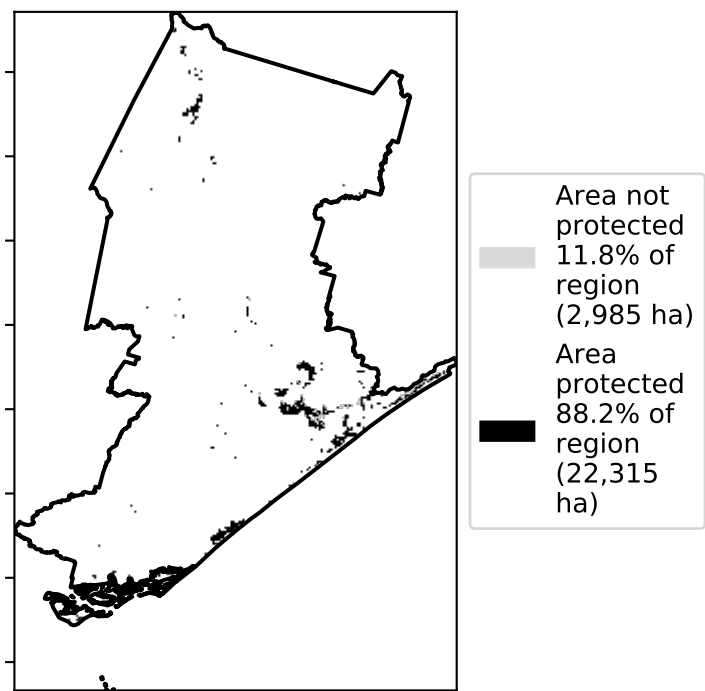 Area not
protected
11.8% of
region
(2,985 ha)
Area
protected
88.2% of
region
(22,315
ha)